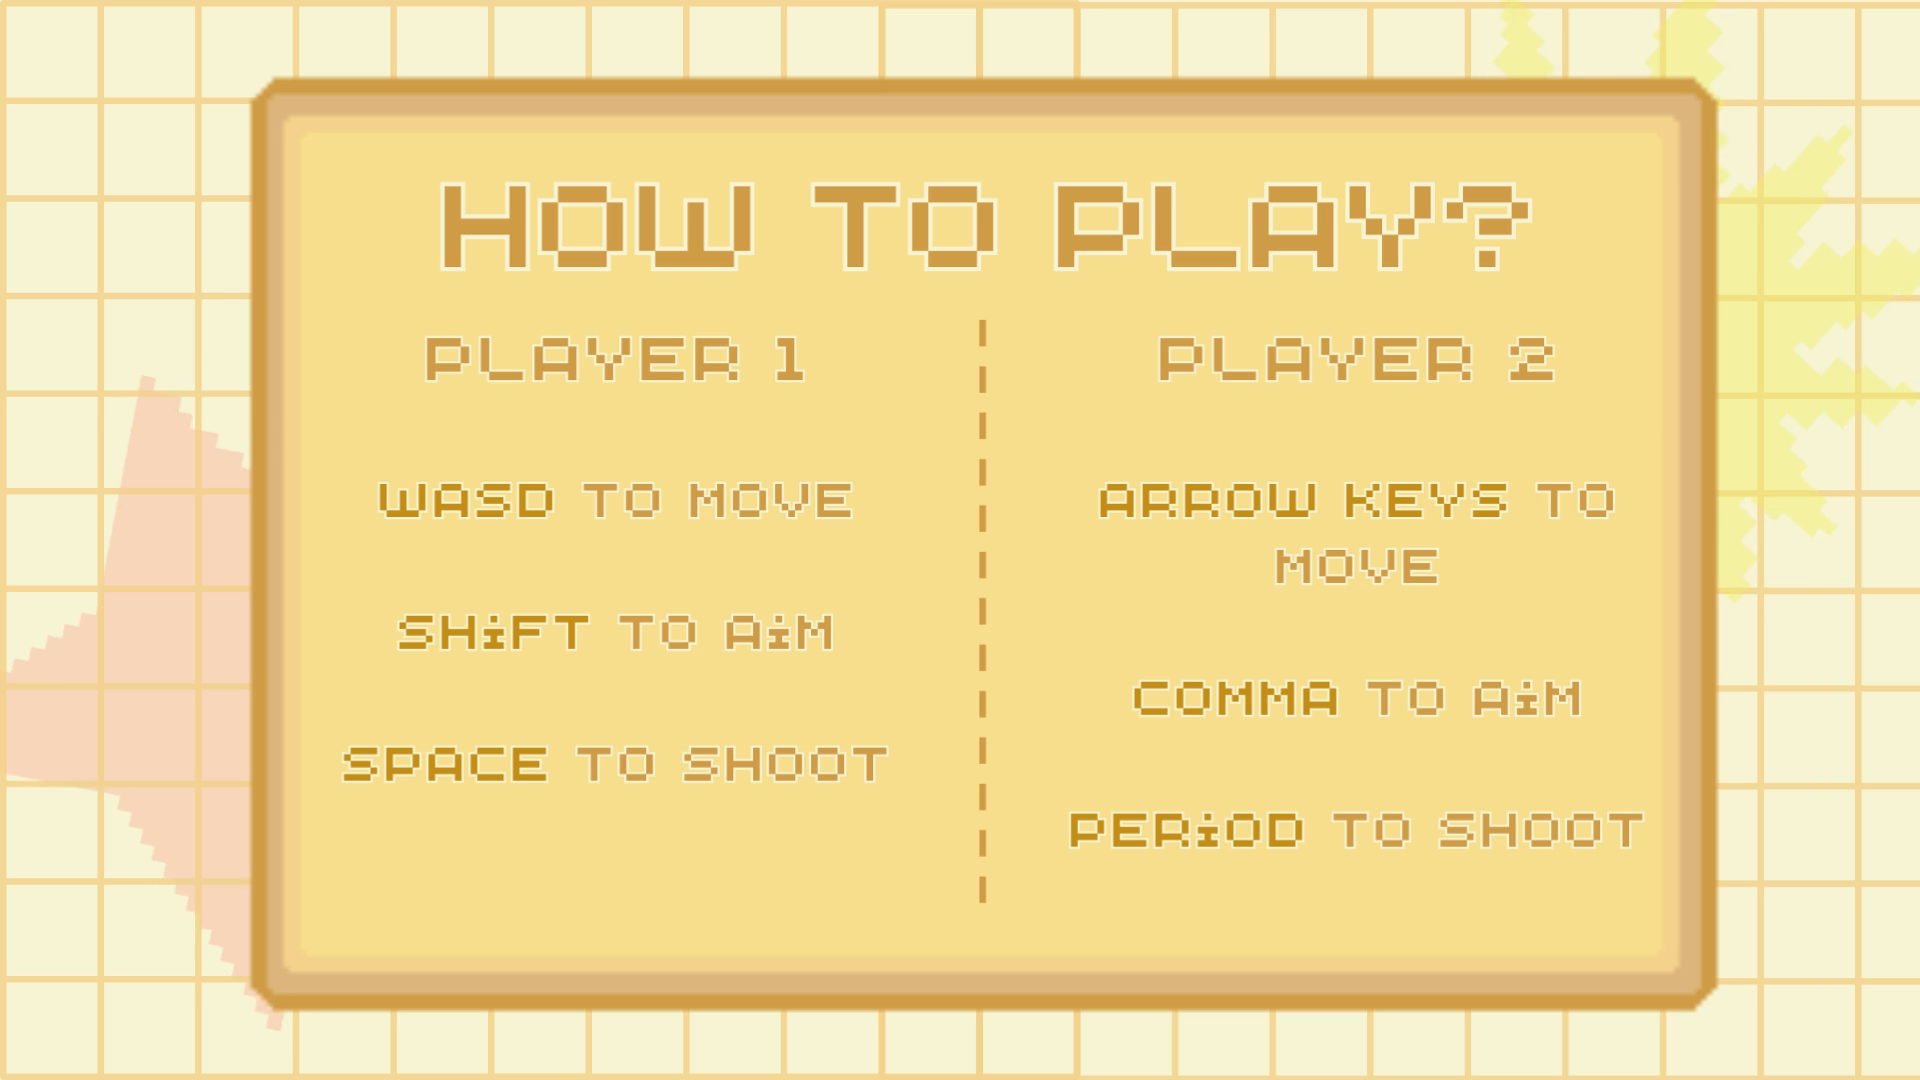 HOW TO PLAY?
PLAYER 1
WASD TO MOVE
SHiFT TO AiM
SPACE TO SHOOT
PLAYER 2
ARROW KEYS TO
MOVE
COMMA TO AiM
PERiOD TO SHOOT